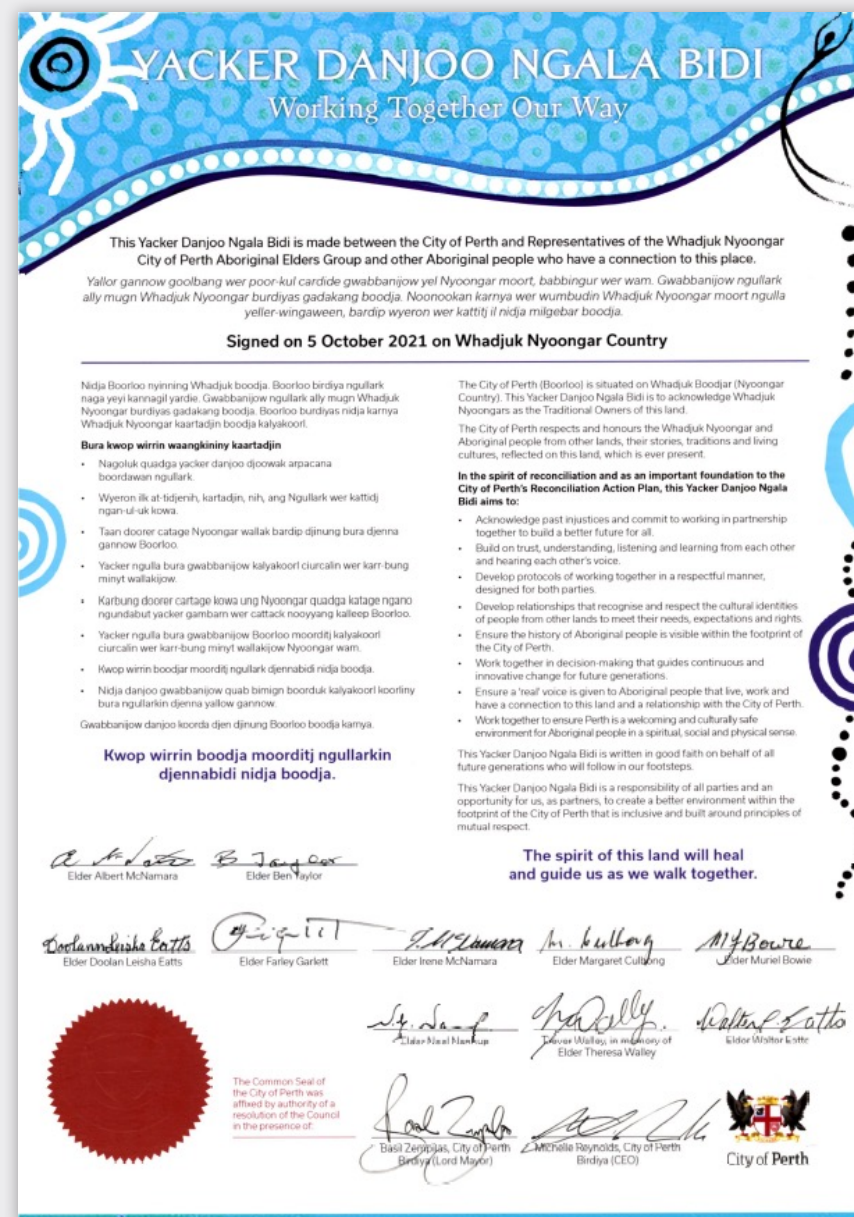 YACKER DANJOO NGALA BIDI
Working Together Our Way
This Yacker Danjoo Ngala Bidi is made between the City of Perth and Representatives of the Whadjuk Nyoongar
City of Perth Aboriginal Elders Group and other Aboriginal people who have a connection to this place.
Yallor gannow goolbang wer poor-kul cardide gwabbanijow yel Nyoongar moort, babbingur wer wam. Gwabbanijow ngullark
ally mugn Whadjuk Nyoongar burdiyas gadakang boodja. Noonookan karnya wer wumbudin Whadjuk Nyoongar moort ngulla
yeller-wingaween, bardip wyeron wer kattitj il nidja milgebar boodja.
Signed on 5 October 2021 on Whadjuk Nyoongar Country
Nidja Boorloo nyinning Whadjuk boodja. Boorloo birdiya ngullark
naga yeyi kannagil yardie. Gwabbanijow ngullark ally mugn Whadjuk
Nyoongar burdiyas gadakang boodja. Boorloo burdiyas nidja karnya
Whadjuk Nyoongar kaartadjin boodja kalyakoorl.
Bura kwop wirrin waangkininy kaartadjin
• Nagoluk quadga yacker danjoo djoowak arpacana
boordawan ngullark.
• Wyeron ilk at-tidjenih, kartadjin, nih, ang Ngullark wer kattidj
ngan-ul-uk kowa.
• Taan doorer catage Nyoongar wallak bardip djinung bura djenna
gannow Boorloo.
• Yacker ngulla bura gwabbanijow kalyakoorl ciurcalin wer karr-bung
minyt wallakijow.
• Karbung doorer cartage kowa ung Nyoongar quadga katage ngano
ngundabut yacker gambarn wer cattack nooyyang kalleep Boorloo.
• Yacker ngulla bura gwabbanijow Boorloo moorditj kalyakoorl
ciurcalin wer karr-bung minyt wallakijow Nyoongar wam.
• Kwop wirrin boodjar moorditj ngullark djennabidi nidja boodja.
• Nidja danjoo gwabbanijow quab bimign boorduk kalyakoorl koorliny
bura ngullarkin djenna yallow gannow.
Gwabbanijow danjoo koorda djen djinung Boorloo boodja karnya.
Kwop wirrin boodja moorditj ngullarkin
djennabidi nidja boodja.
The City of Perth (Boorloo) is situated on Whadjuk Boodjar (Nyoongar
Country). This Yacker Danjoo Ngala Bidi is to acknowledge Whadjuk
Nyoongars as the Traditional Owners of this land.
The City of Perth respects and honours the Whadjuk Nyoongar and
Aboriginal people from other lands, their stories, traditions and living
cultures, reflected on this land, which is ever present.
In the spirit of reconciliation and as an important foundation to the
City of Perth's Reconciliation Action Plan, this Yacker Danjoo Ngala
Bidi aims to:
• Acknowledge past injustices and commit to working in partnership
together to build a better future for all.
• Build on trust, understanding, listening and learning from each other
and hearing each other's voice.
• Develop protocols of working together in a respectful manner,
designed for both parties.
• Develop relationships that recognise and respect the cultural identities
of people from other lands to meet their needs, expectations and rights.
• Ensure the history of Aboriginal people is visible within the footprint of
the City of Perth.
• Work together in decision-making that guides continuous and
innovative change for future generations.
• Ensure a 'real' voice is given to Aboriginal people that live, work and
have a connection to this land and a relationship with the City of Perth.
• Work together to ensure Perth is a welcoming and culturally safe
environment for Aboriginal people in a spiritual, social and physical sense.
This Yacker Danjoo Ngala Bidi is written in good faith on behalf of all
future generations who will follow in our footsteps.
This Yacker Danjoo Ngala Bidi is a responsibility of all parties and an
opportunity for us, as partners, to create a better environment within the
footprint of the City of Perth that is inclusive and built around principles of
mutual respect.
The spirit of this land will heal
and guide us as we walk together.
B Taylor
Elder Albert McNamara
Elder Ben Taylor
Doolann Leisha Eatts
I. McNamara
M. Culbong
M J Bowie
Elder Doolan Leisha Eatts
Elder Farley Garlett
Elder Irene McNamara
Elder Margaret Culbong
Elder Muriel Bowie
Walter Eatts
Elder Neel Nannup
Trevor Walley, in memory of
Elder Theresa Walley
Elder Walter Eatts
The Common Seal of
the City of Perth was
affixed by authority of a
resolution of the Council
in the presence of:
Basil Zempilas, City of Perth
Birdiya (Lord Mayor)
Michelle Reynolds, City of Perth
Birdiya (CEO)
City of Perth